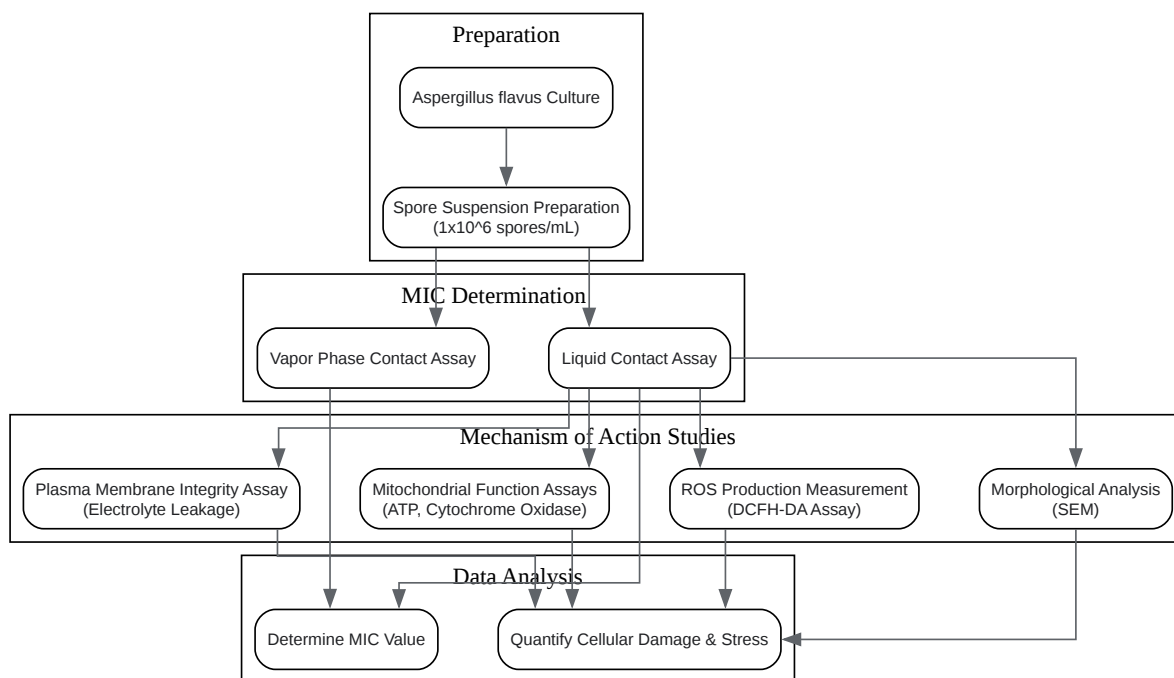 Preparation
Aspergillus flavus Culture
Spore Suspension Preparation
(1x10^6 spores/mL)
MIC Determination
Vapor Phase Contact Assay
Liquid Contact Assay
Mechanism of Action Studies
Plasma Membrane Integrity Assay
(Electrolyte Leakage)
Mitochondrial Function Assays
(ATP, Cytochrome Oxidase)
ROS Production Measurement
(DCFH-DA Assay)
Morphological Analysis
(SEM)
Data Analysis
Determine MIC Value
Quantify Cellular Damage & Stress